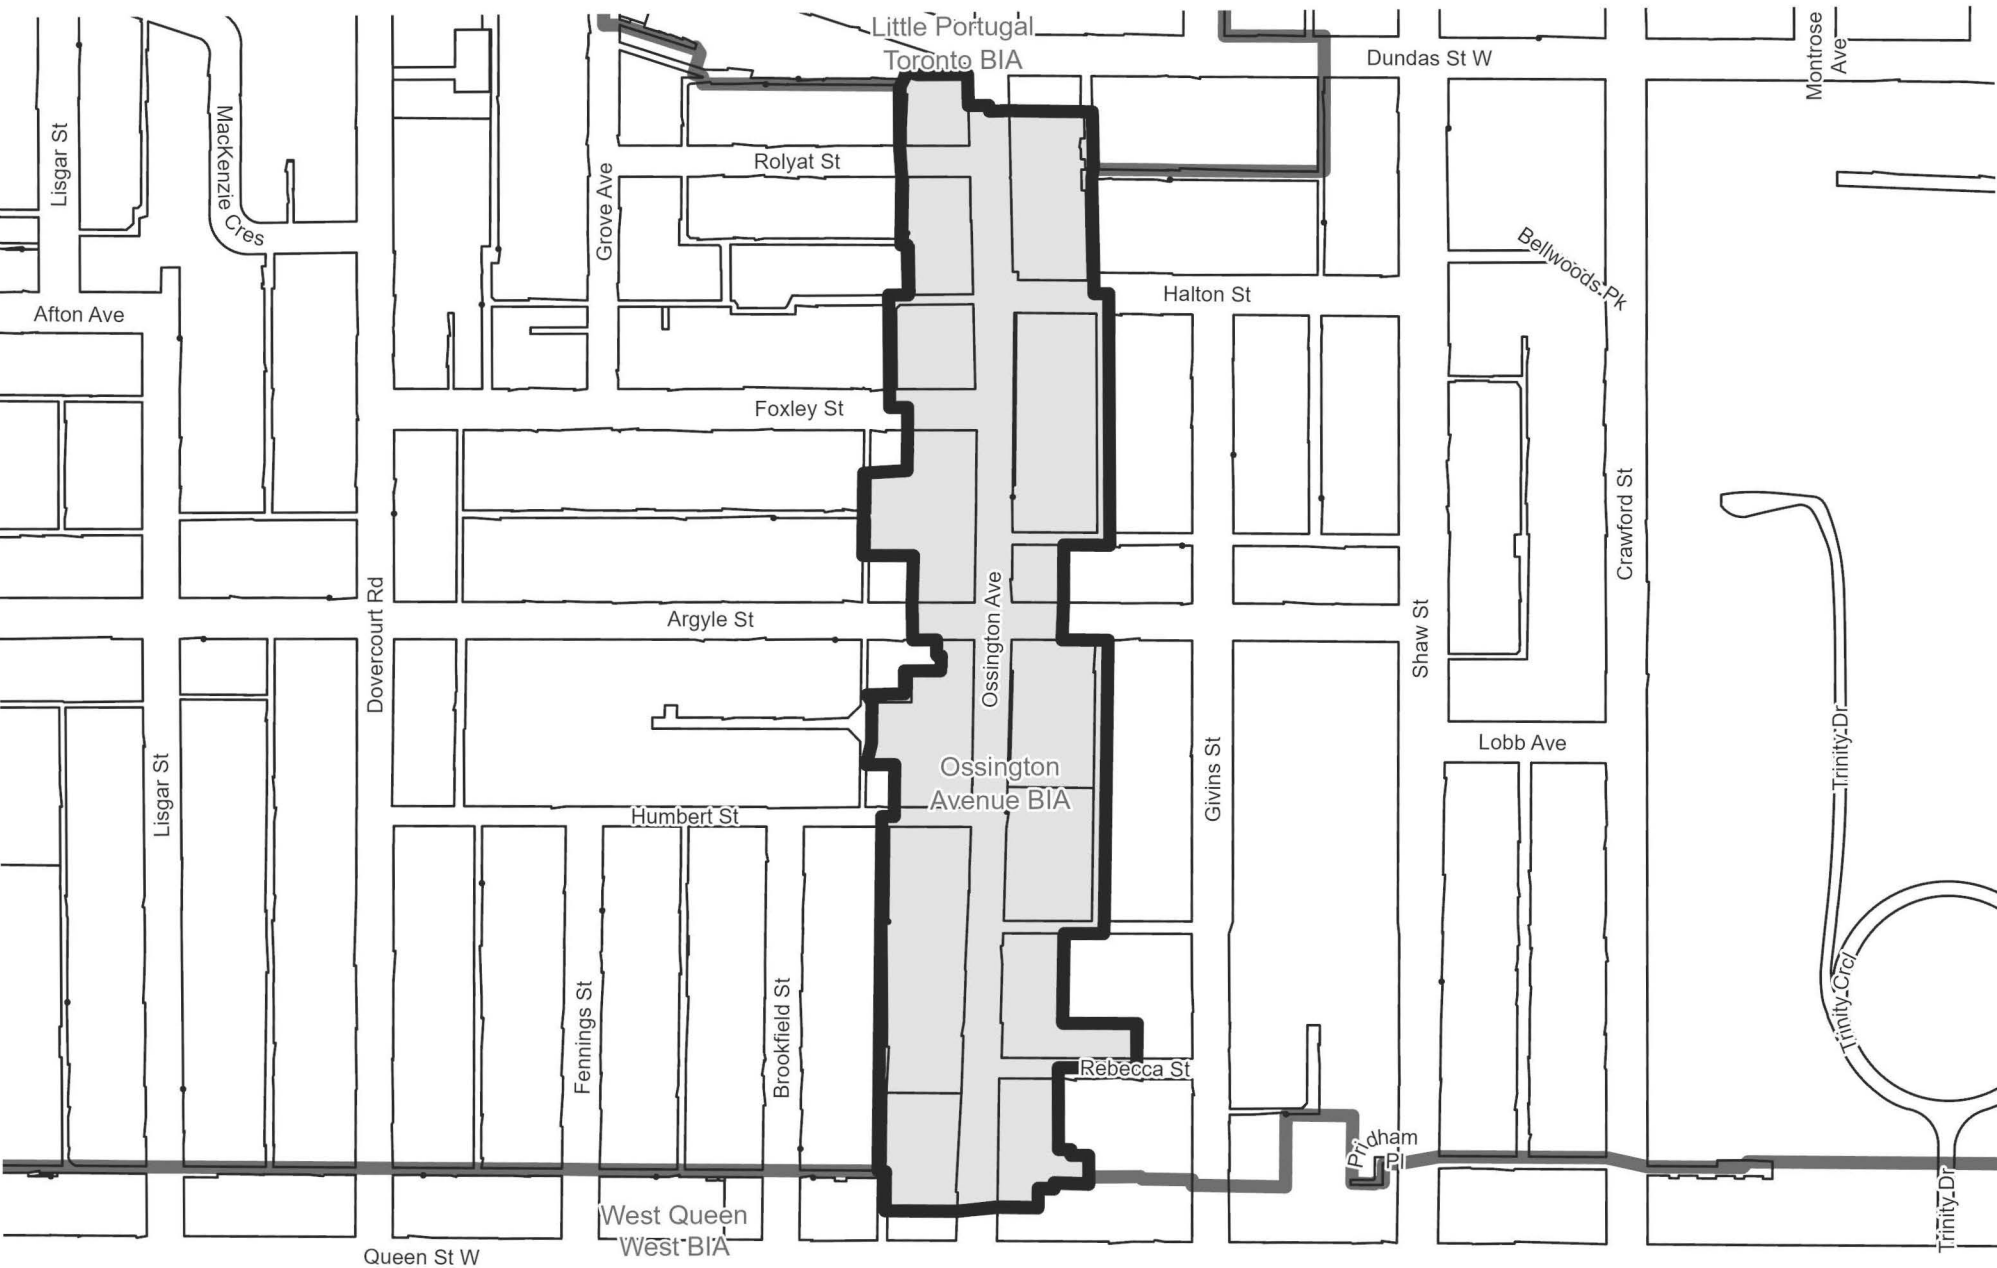 Little Portugal
Toronto BIA
Dundas St W
Montrose
Ave
Lisgar St
MacKenzie Cres
Rolyat St
Grove Ave
Bellwoods Pk
Halton St
Afton Ave
Foxley St
Crawford St
Dovercourt Rd
Argyle St
Ossington Ave
Shaw St
Trinity Dr
Lobb Ave
Lisgar St
Givins St
Ossington
Avenue BIA
Humbert St
Fennings St
Brookfield St
Trinity Crcl
Rebecca St
Pridham
Pl
Trinity Dr
West Queen
West BIA
Queen St W